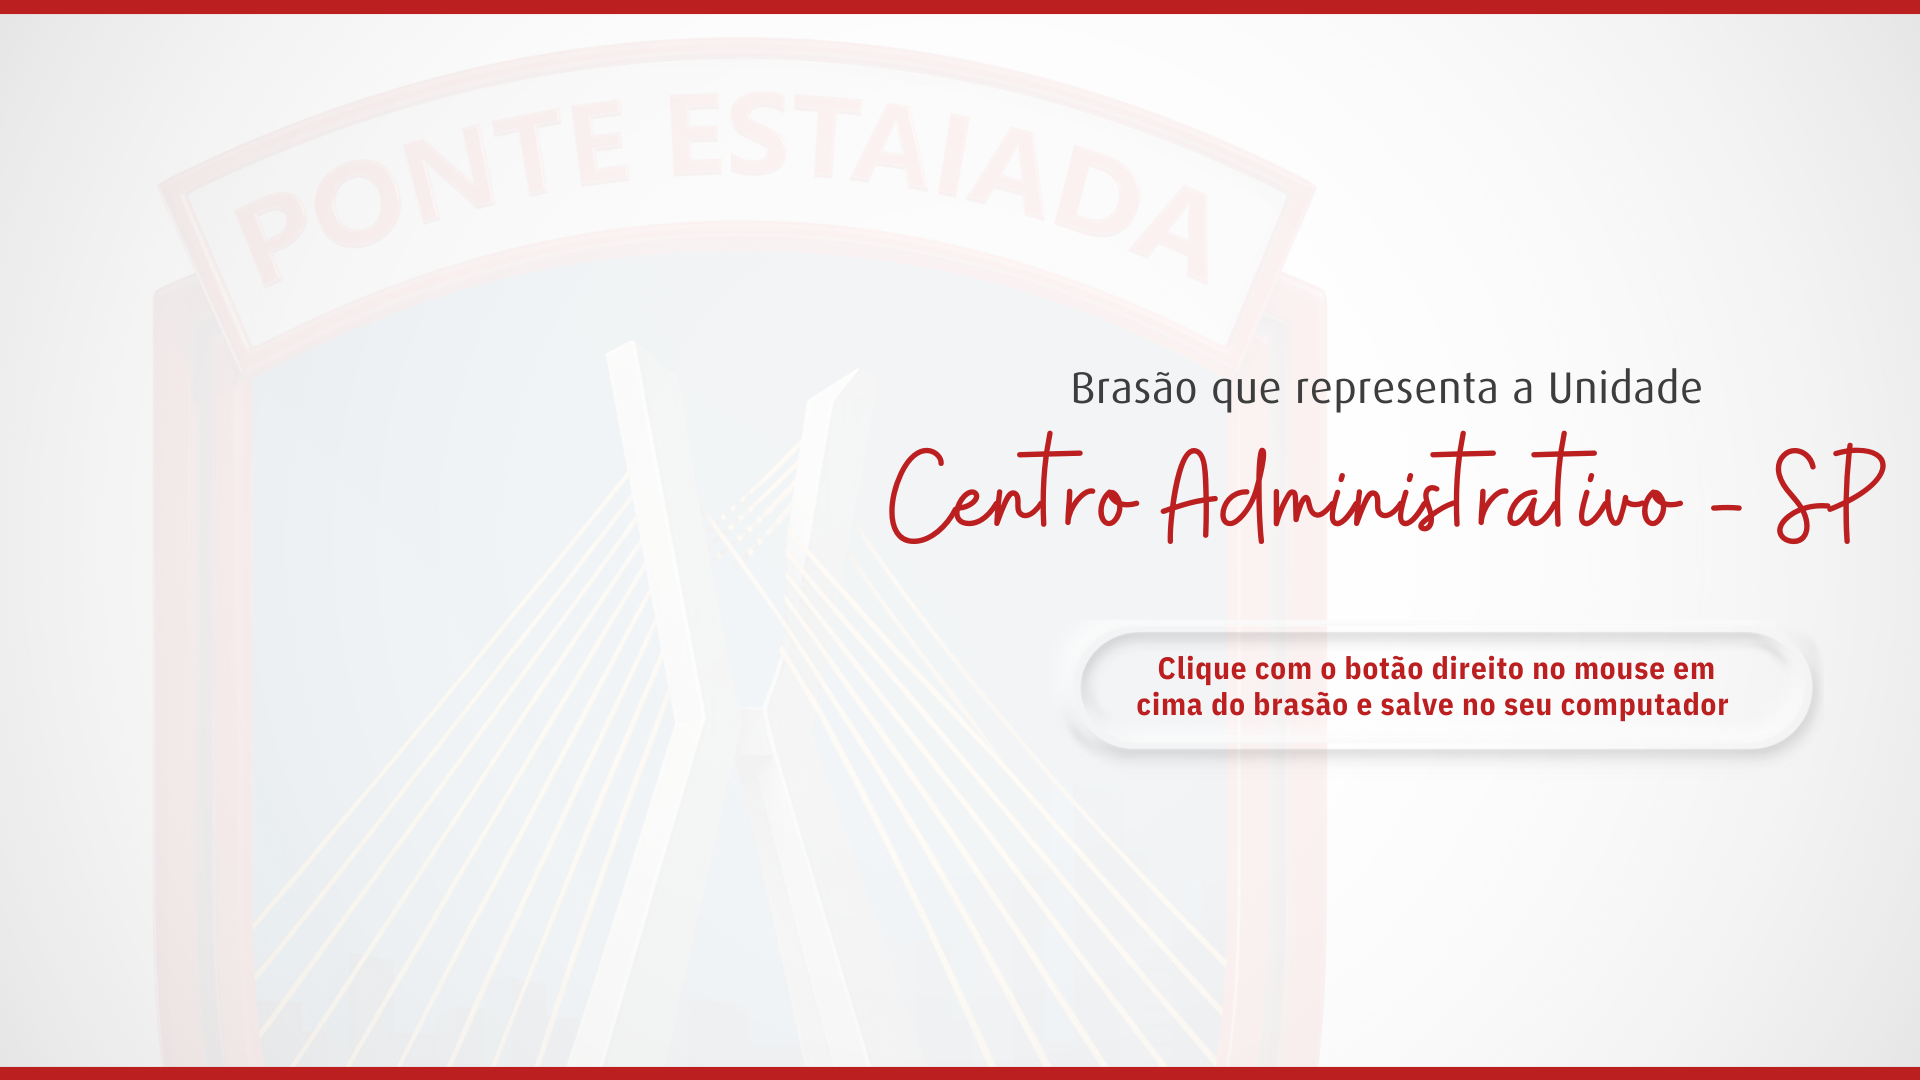 PONTE ESTAIADA
Brasão que representa a Unidade
Centro Administrativo - SP
Clique com o botão direito no mouse em
cima do brasão e salve no seu computador